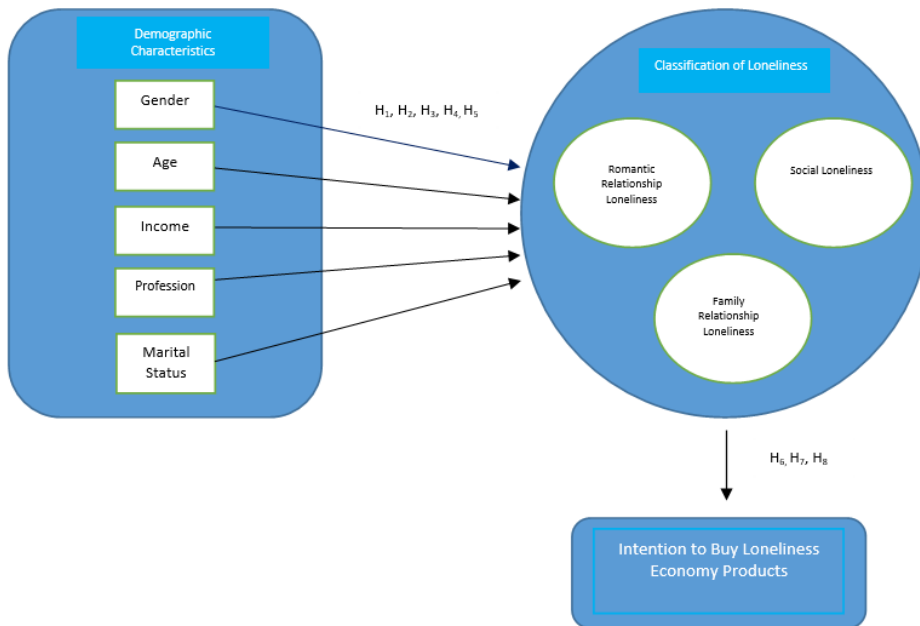 Demographic
Characteristics
Gender
Age
Income
Profession
Marital
Status
H₁, H₂, H₃, H₄, H₅
Classification of Loneliness
Romantic
Relationship
Loneliness
Social Loneliness
Family
Relationship
Loneliness
H₆, H₇, H₈
Intention to Buy Loneliness
Economy Products